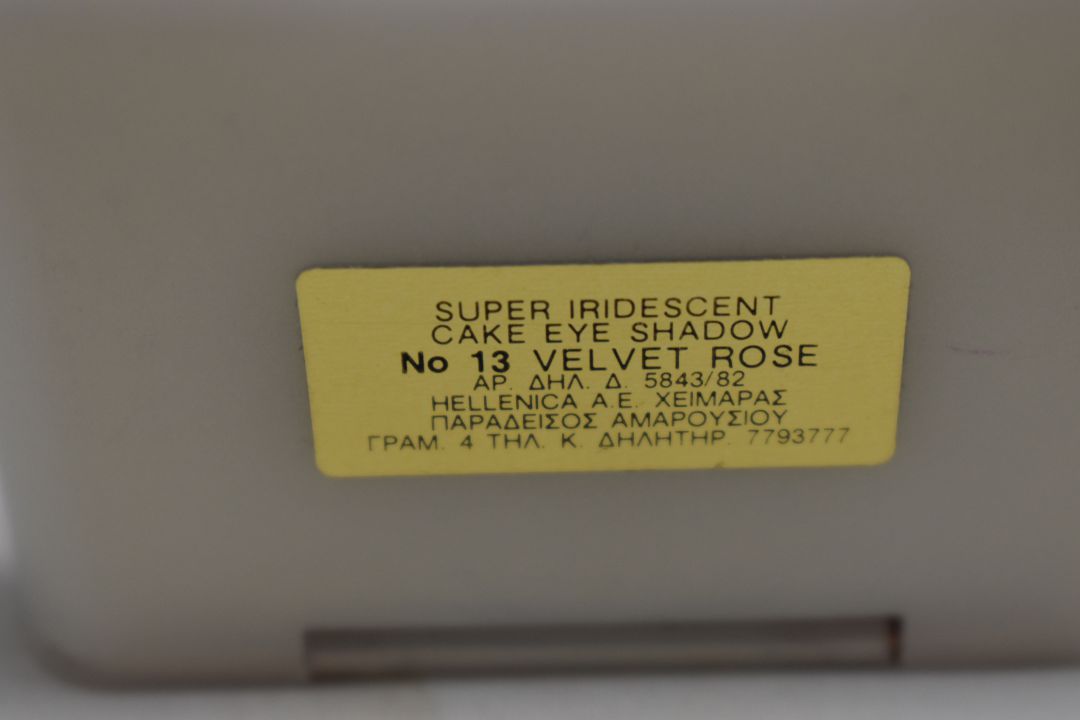 SUPER IRIDESCENT
CAKE EYE SHADOW
No 13 VELVET ROSE
ΑΡ. ΔΗΛ. Δ. 5843/82
HELLENICA A.E. ΧΕΙΜΑΡΑΣ
ΠΑΡΑΔΕΙΣΟΣ ΑΜΑΡΟΥΣΙΟΥ
ΓΡΑΜ. 4 ΤΗΛ. Κ. ΔΗΛΗΤΗΡ. 7793777